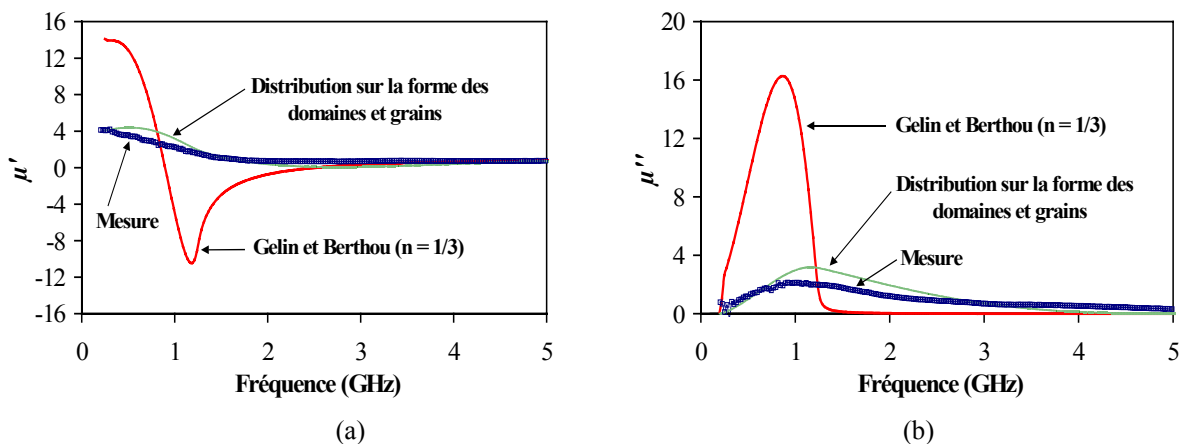 16
12
8
4
0
-4
-8
-12
-16
μ'
Distribution sur la forme des
domaines et grains
Mesure
Gelin et Berthou (n = 1/3)
0 1 2 3 4 5
Fréquence (GHz)
(a)
20
16
12
8
4
0
μ''
Gelin et Berthou (n = 1/3)
Distribution sur la forme des
domaines et grains
Mesure
0 1 2 3 4 5
Fréquence (GHz)
(b)